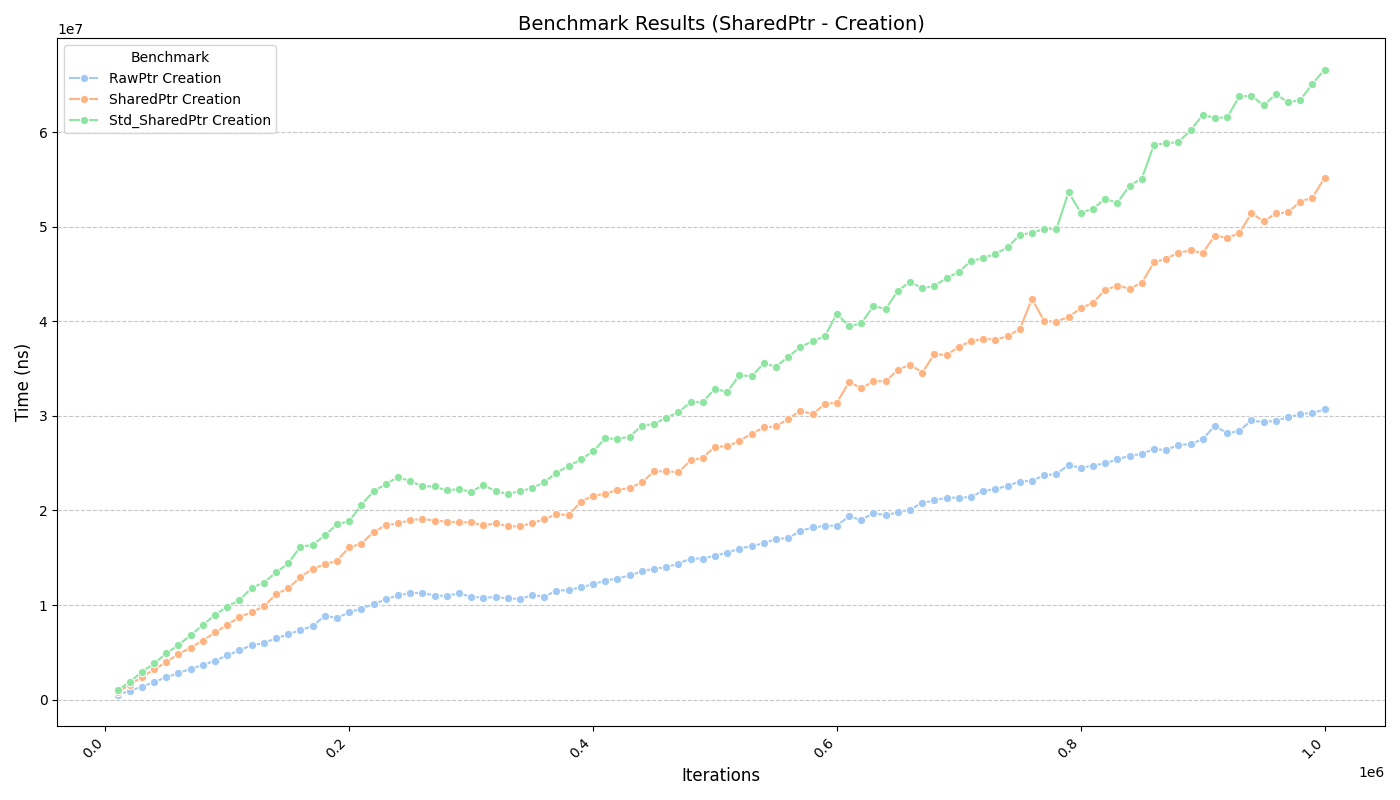 Benchmark Results (SharedPtr - Creation)
1e7
Benchmark
RawPtr Creation
SharedPtr Creation
Std_SharedPtr Creation
6
5
4
3
2
1
0
Time (ns)
0.0
0.2
0.4
0.6
0.8
1.0
1e6
Iterations